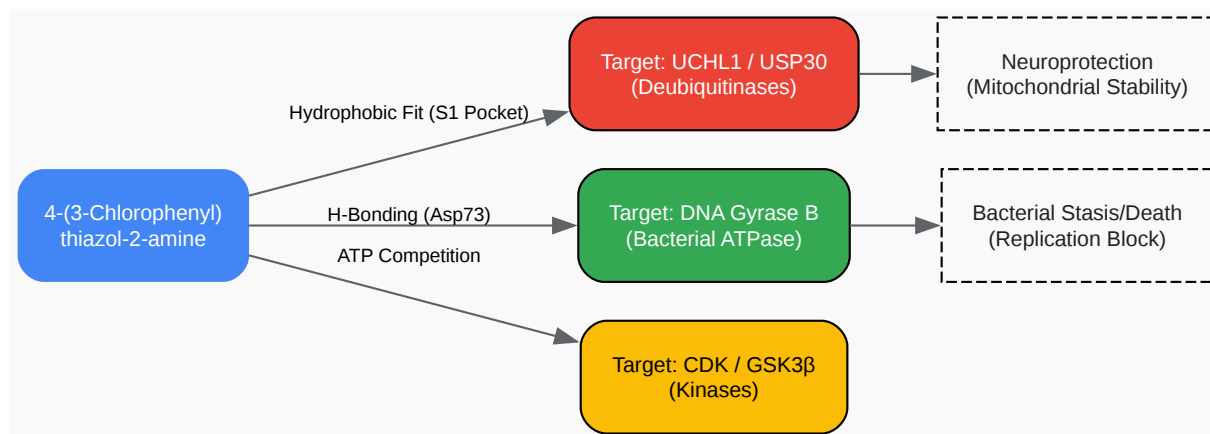 4-(3-Chlorophenyl)
thiazol-2-amine
Hydrophobic Fit (S1 Pocket)
H-Bonding (Asp73)
ATP Competition
Target: UCHL1 / USP30
(Deubiquitinases)
Target: DNA Gyrase B
(Bacterial ATPase)
Target: CDK / GSK3β
(Kinases)
Neuroprotection
(Mitochondrial Stability)
Bacterial Stasis/Death
(Replication Block)